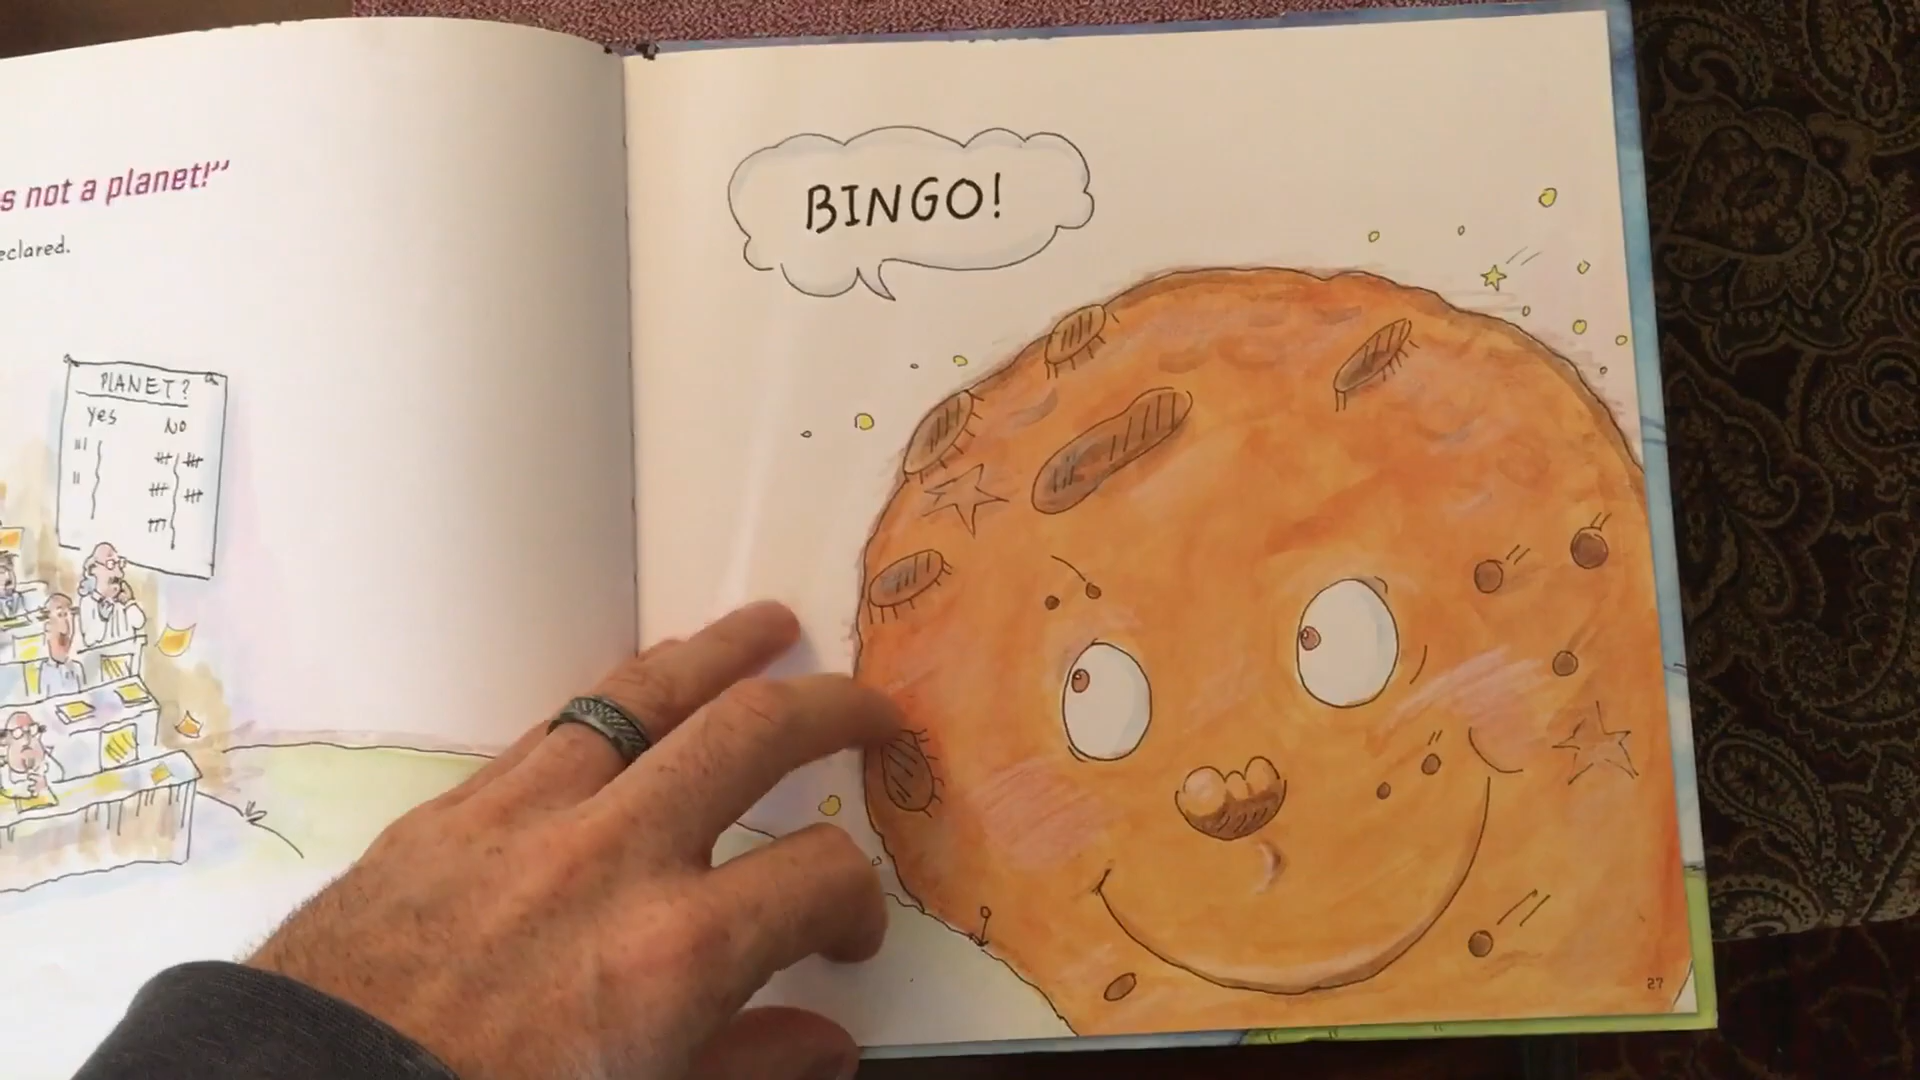 s not a planet!”
eclared.
PLANET?
Yes No
BINGO!
27